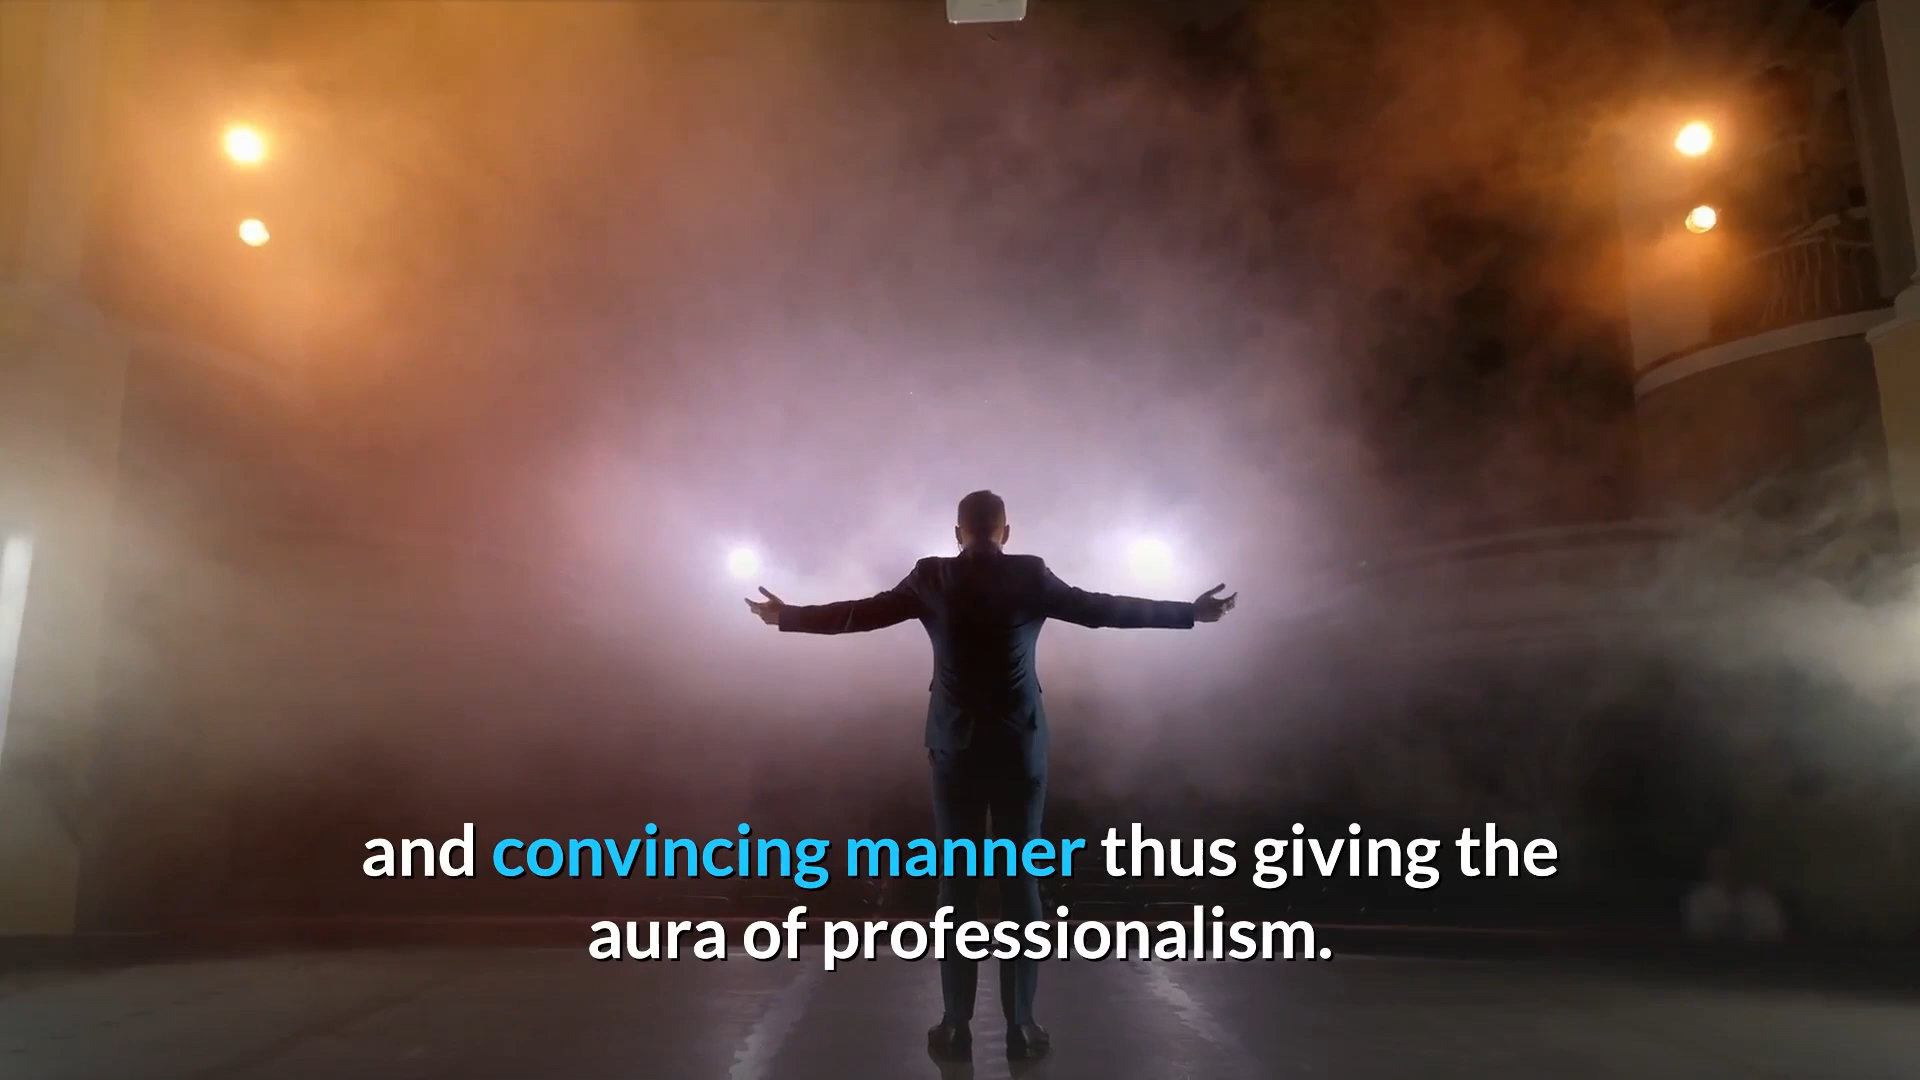 and convincing manner thus giving the
aura of professionalism.